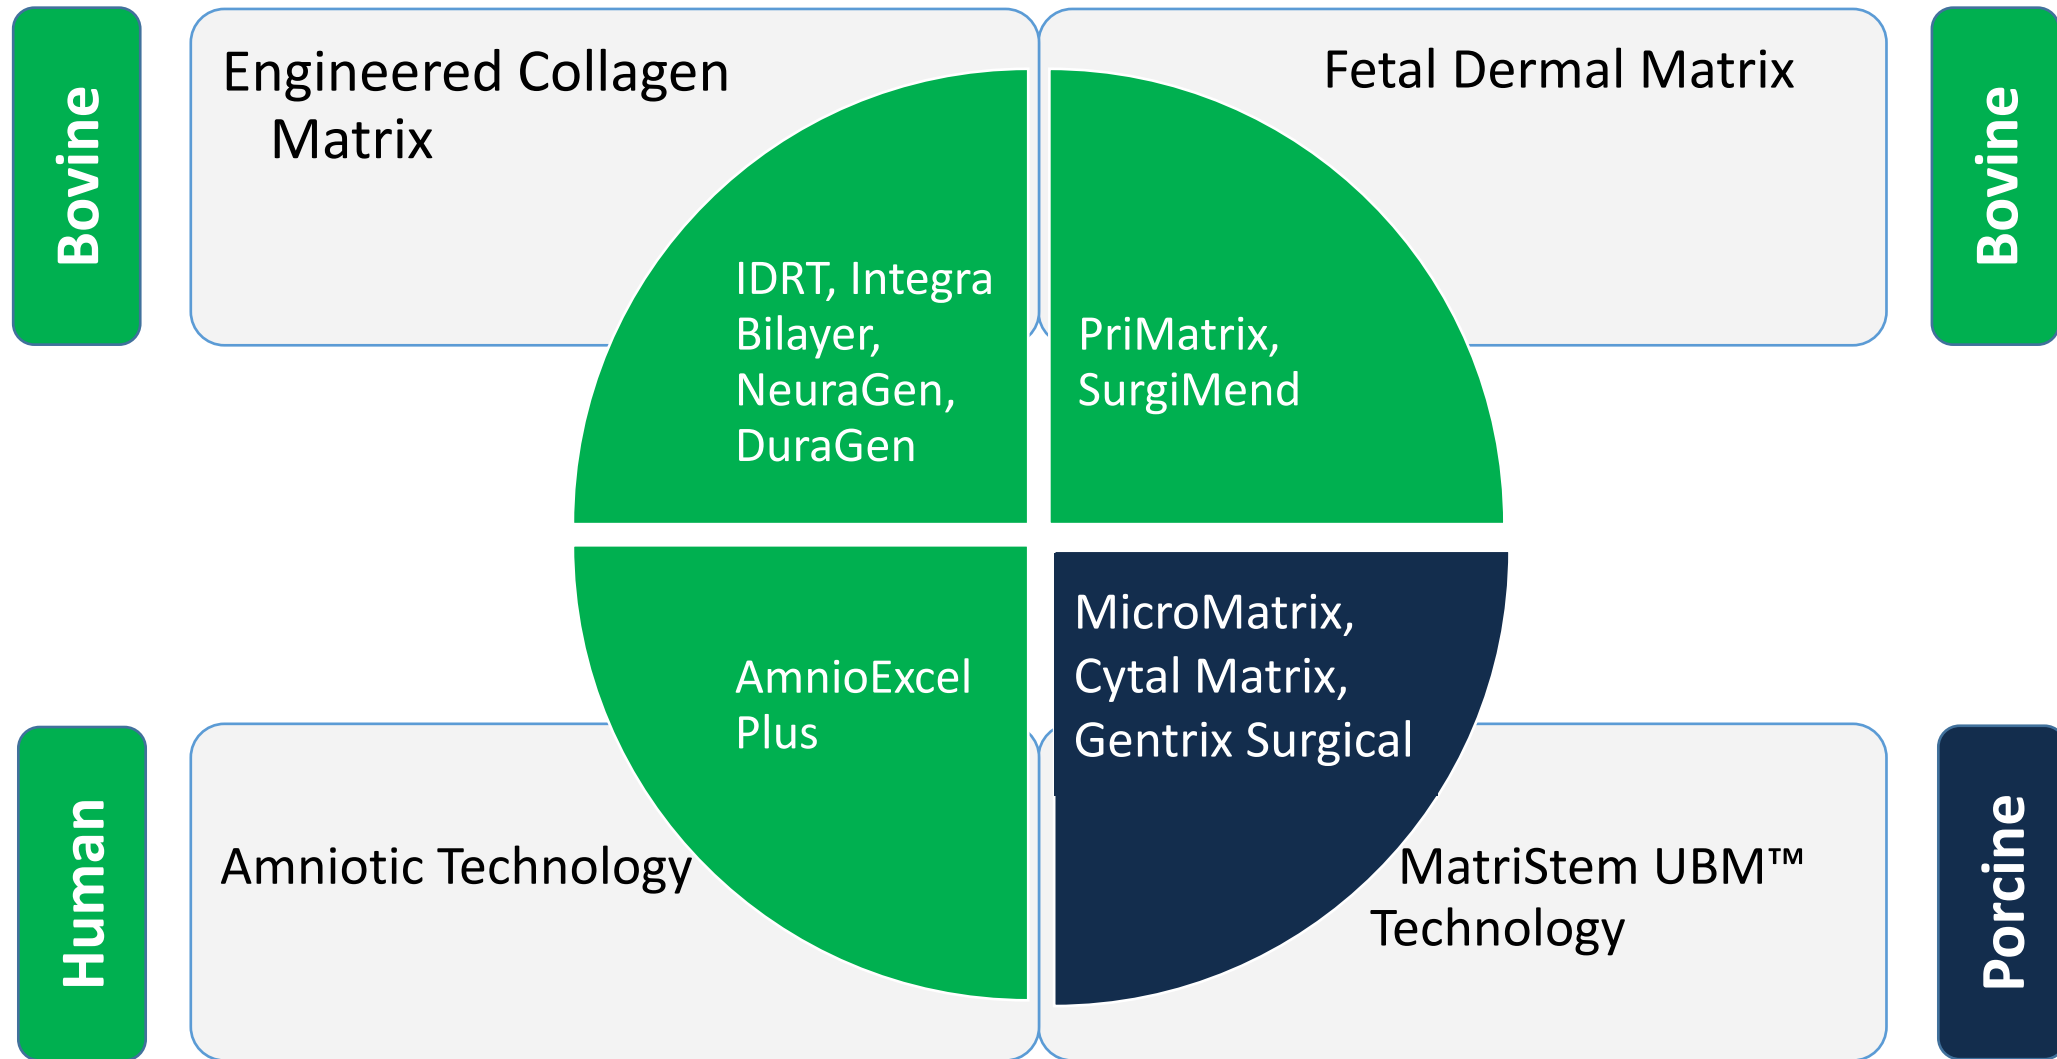 Bovine
Engineered Collagen
Matrix
IDRT, Integra
Bilayer,
NeuraGen,
DuraGen
Fetal Dermal Matrix
PriMatrix,
SurgiMend
Bovine
Human
AmnioExcel
Plus
Amniotic Technology
MicroMatrix,
Cytal Matrix,
Gentrix Surgical
MatriStem UBM™
Technology
Porcine